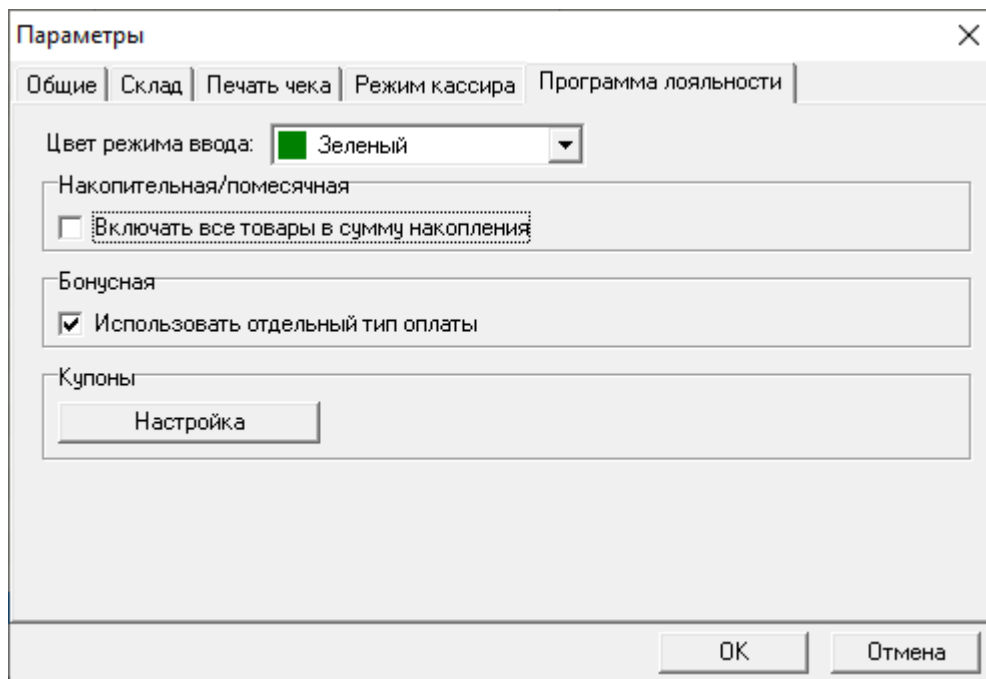 Параметры
Общие Склад Печать чека Режим кассира Программа лояльности
Цвет режима ввода: Зеленый
Накопительная/помесячная
Включать все товары в сумму накопления
Бонусная
Использовать отдельный тип оплаты
Купоны
Настройка
OK Отмена